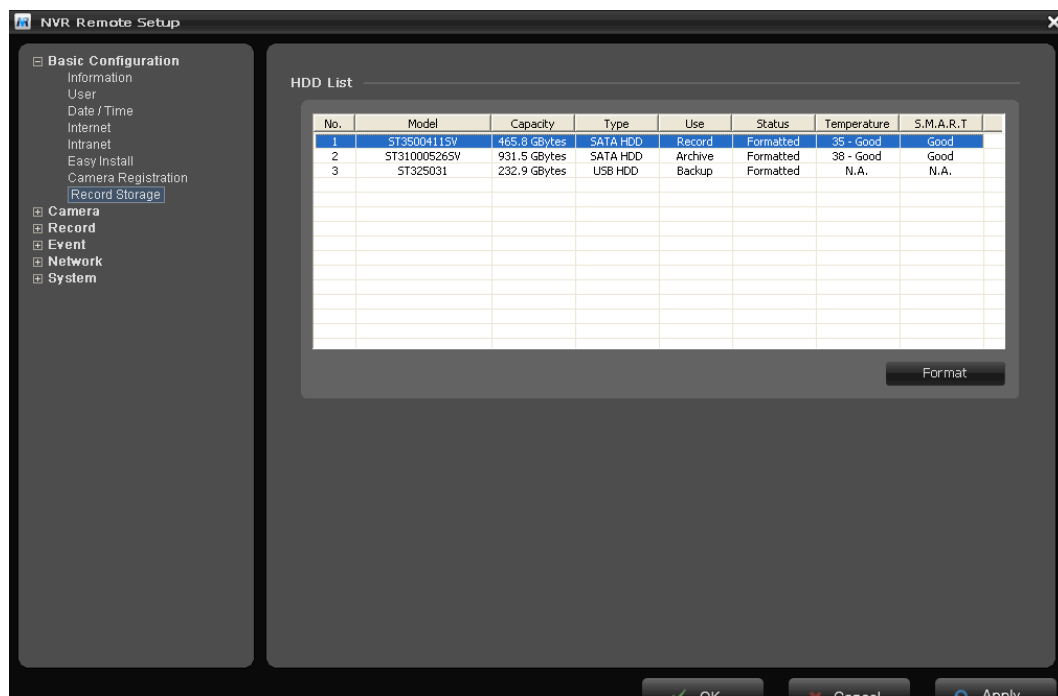 NVR Remote Setup
Basic Configuration
Information
User
Date / Time
Internet
Intranet
Easy Install
Camera Registration
Record Storage
Camera
Record
Event
Network
System
HDD List
No. Model Capacity Type Use Status Temperature S.M.A.R.T
1 ST3500411SV 465.8 GBytes SATA HDD Record Formatted 35 - Good Good
2 ST31000526SV 931.5 GBytes SATA HDD Archive Formatted 38 - Good Good
3 ST325031 232.9 GBytes USB HDD Backup Formatted N.A. N.A.
Format
OK Cancel Apply